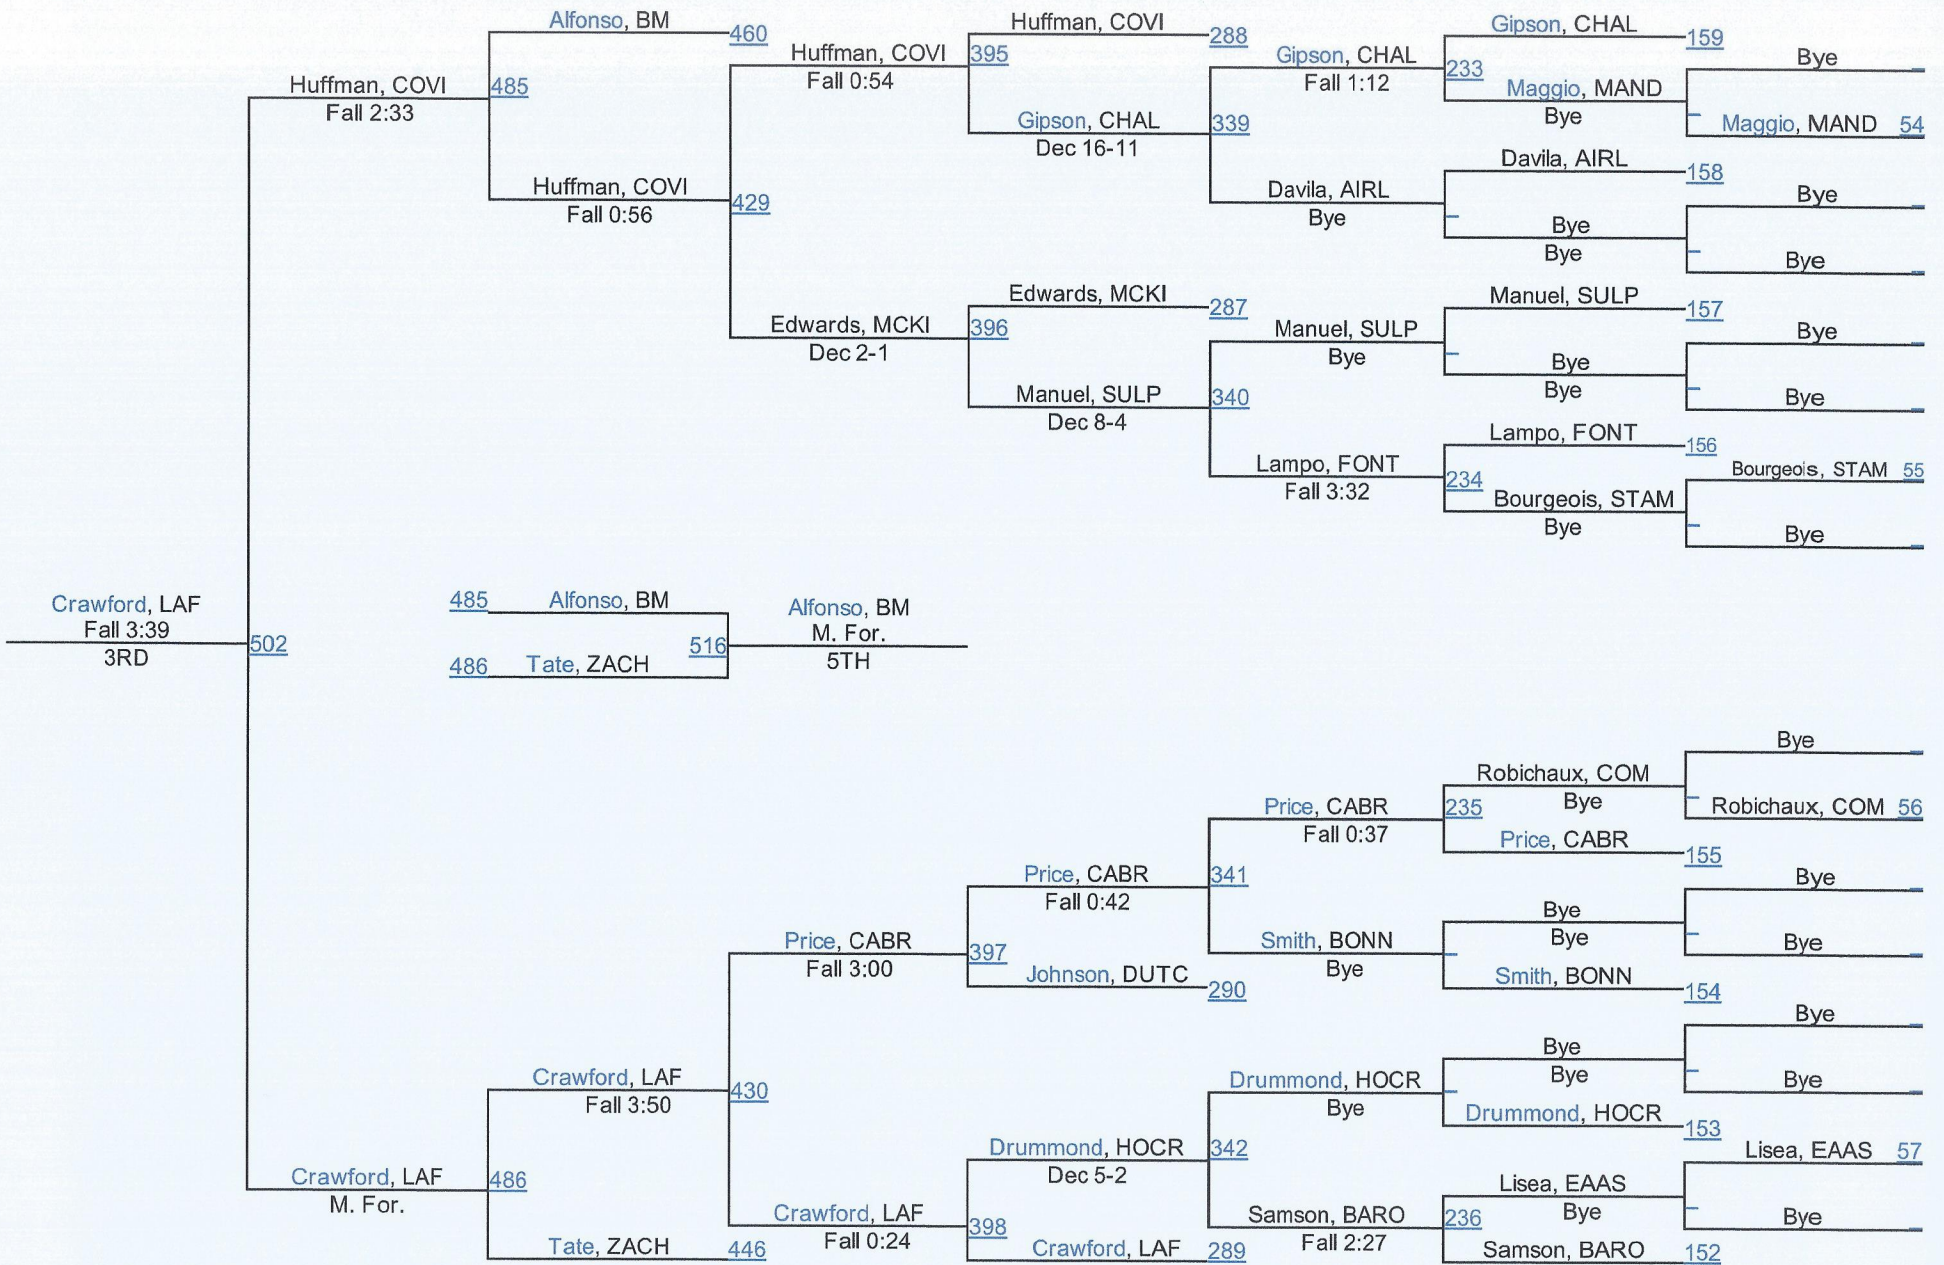 Alfonso, BM
460
Huffman, COVI
288
Gipson, CHAL
159
Bye
Huffman, COVI
Fall 2:33
485
Huffman, COVI
Fall 0:54
395
Gipson, CHAL
Fall 1:12
233
Maggio, MAND
Bye
Maggio, MAND 54
Gipson, CHAL
Dec 16-11
339
Davila, AIRL
158
Bye
Huffman, COVI
Fall 0:56
429
Davila, AIRL
Bye
Bye
Bye
Bye
Edwards, MCKI
287
Manuel, SULP
157
Bye
Edwards, MCKI
Dec 2-1
396
Manuel, SULP
Bye
Bye
Bye
Bye
Manuel, SULP
Dec 8-4
340
Lampo, FONT
156
Lampo, FONT
Fall 3:32
234
Bourgeois, STAM 55
Bourgeois, STAM
Bye
Bye
Crawford, LAF
Fall 3:39
3RD
502
485 Alfonso, BM
486 Tate, ZACH
516
Alfonso, BM
M. For.
5TH
Bye
Robichaux, COM
Bye
Robichaux, COM 56
Price, CABR
Fall 0:37
235
Price, CABR
155
Price, CABR
Fall 0:42
341
Bye
Bye
Bye
Bye
Price, CABR
Fall 3:00
397
Smith, BONN
Bye
Smith, BONN
154
Johnson, DUTC
290
Bye
Bye
Bye
Bye
Crawford, LAF
Fall 3:50
430
Drummond, HOCR
Bye
Drummond, HOCR
153
Drummond, HOCR
Dec 5-2
342
Lisea, EAAS 57
Crawford, LAF
M. For.
486
Lisea, EAAS
Bye
Bye
Crawford, LAF
Fall 0:24
398
Samson, BARO
Fall 2:27
236
Samson, BARO
152
Tate, ZACH
446
Crawford, LAF
289